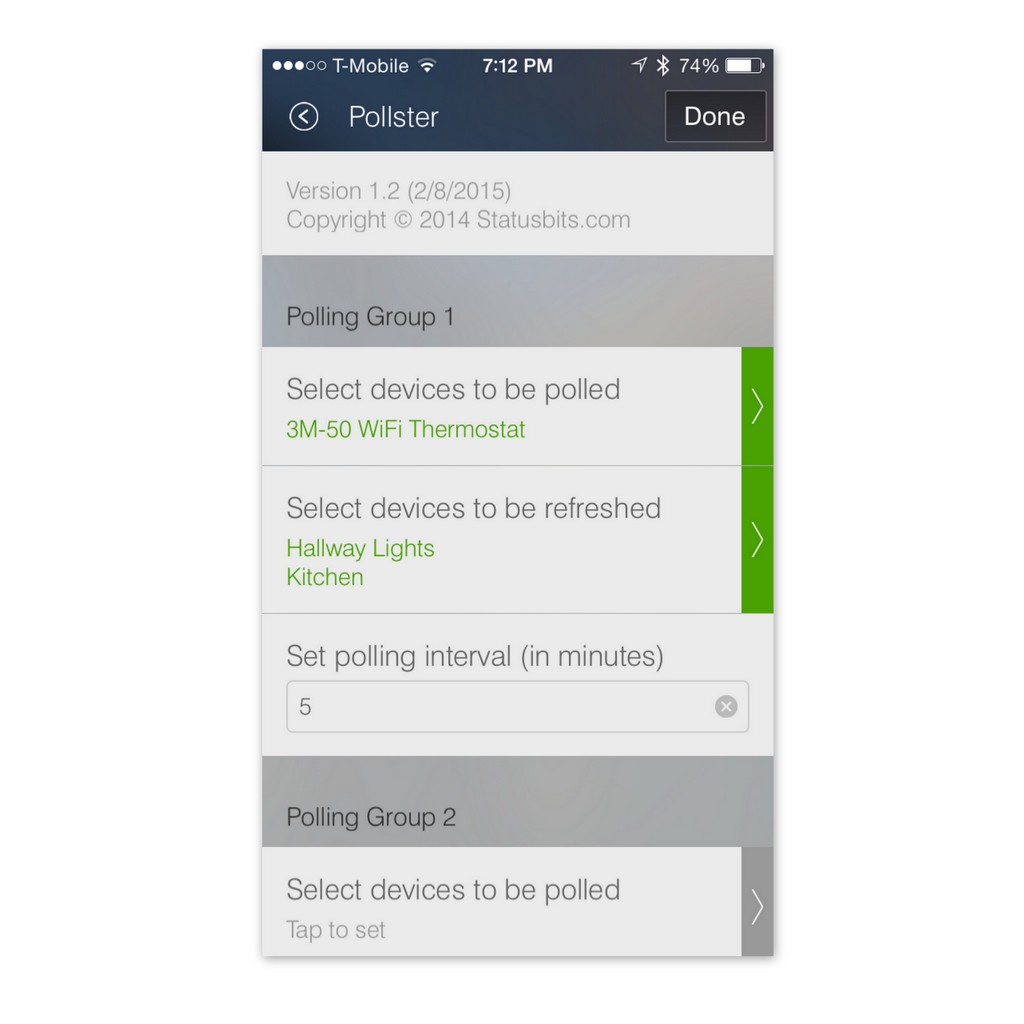 T-Mobile 7:12 PM 74%
Pollster Done
Version 1.2 (2/8/2015)
Copyright © 2014 Statusbits.com
Polling Group 1
Select devices to be polled
3M-50 WiFi Thermostat
Select devices to be refreshed
Hallway Lights
Kitchen
Set polling interval (in minutes)
5
Polling Group 2
Select devices to be polled
Tap to set